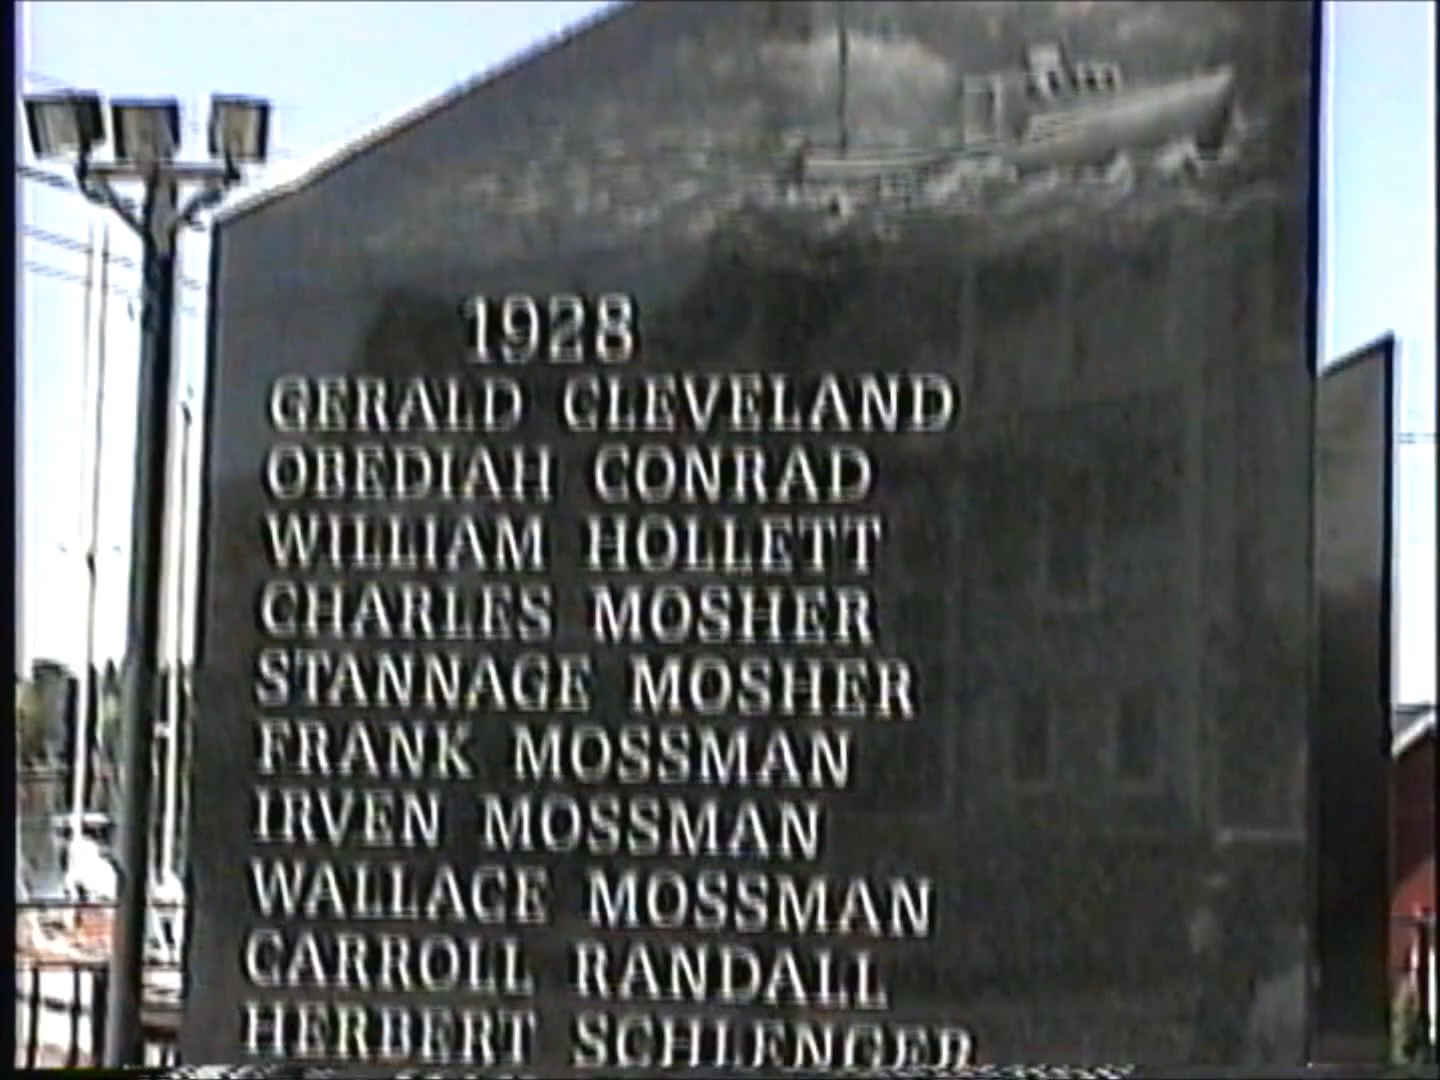 1928
GERALD CLEVELAND
OBEDIAH CONRAD
WILLIAM HOLLETT
CHARLES MOSHER
STANNAGE MOSHER
FRANK MOSSMAN
IRVEN MOSSMAN
WALLACE MOSSMAN
CARROLL RANDALL
HERBERT SCHLENGER